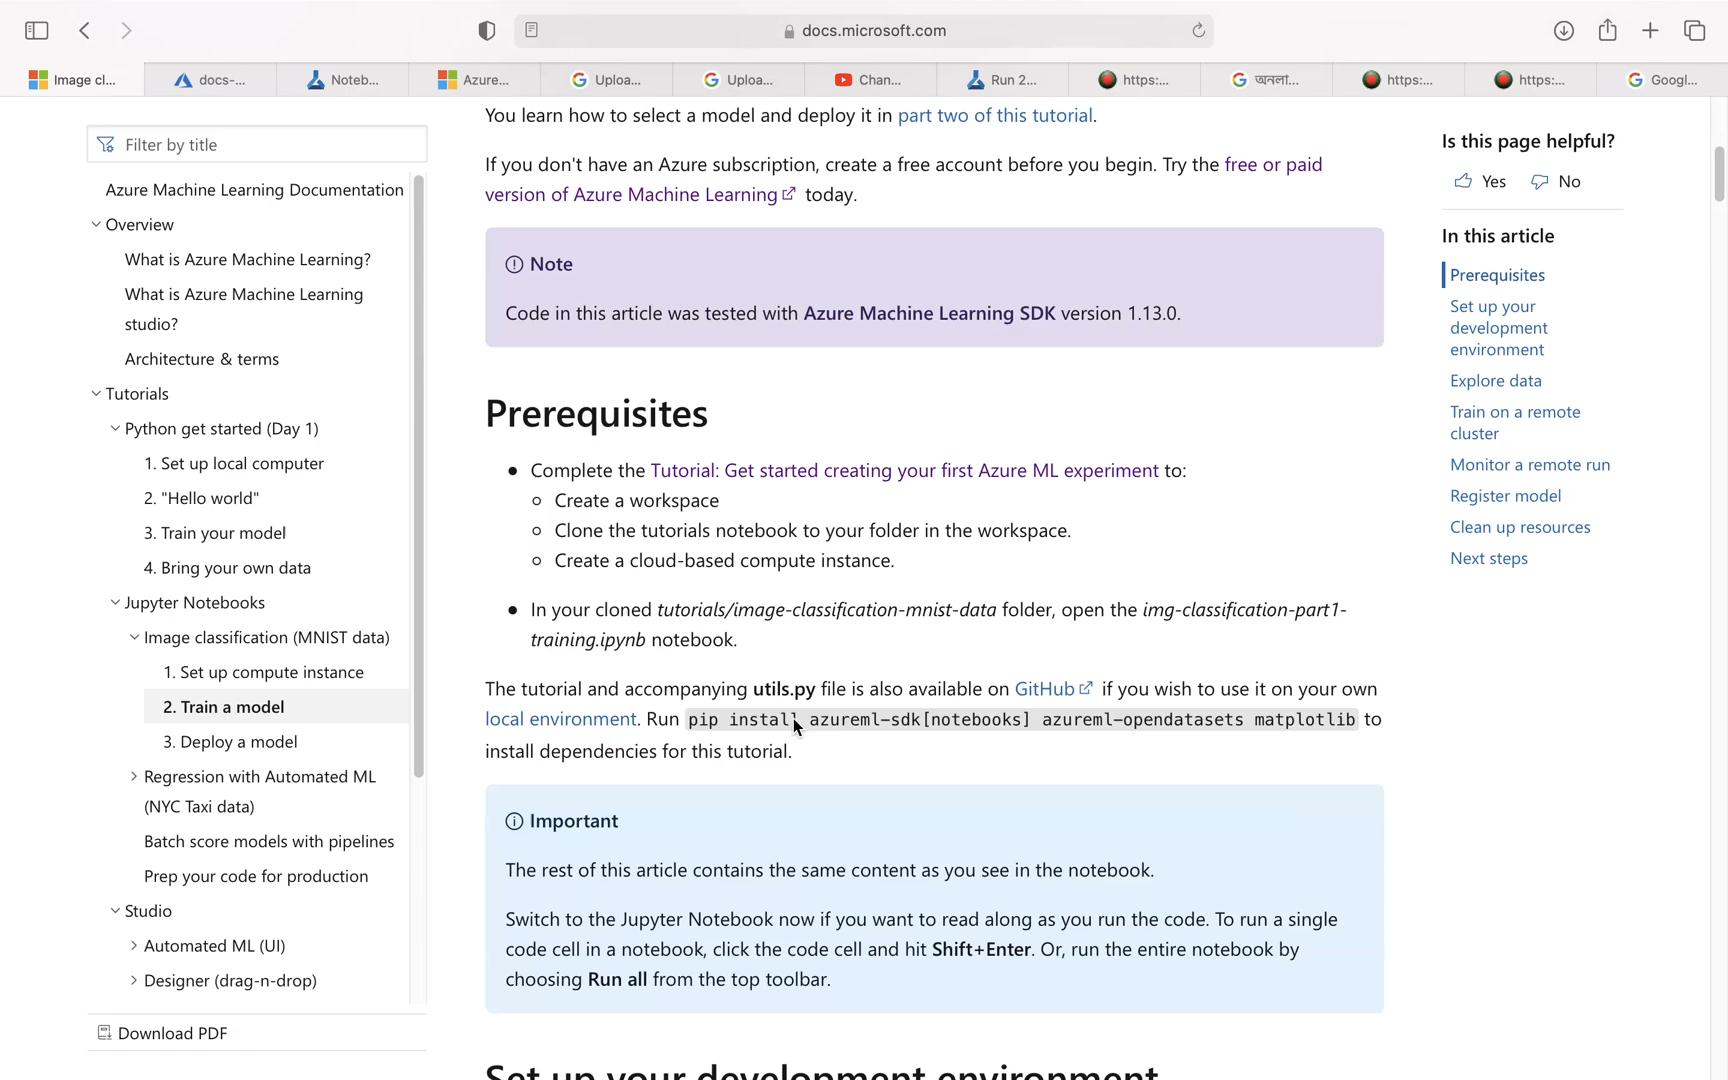 docs.microsoft.com
Image cl...
docs-...
Noteb...
Azure...
Uploa...
Uploa...
Chan...
Run 2...
https:...
অনলা...
https:...
https:...
Googl...
Filter by title
Azure Machine Learning Documentation
Overview
What is Azure Machine Learning?
What is Azure Machine Learning
studio?
Architecture & terms
Tutorials
Python get started (Day 1)
1. Set up local computer
2. "Hello world"
3. Train your model
4. Bring your own data
Jupyter Notebooks
Image classification (MNIST data)
1. Set up compute instance
2. Train a model
3. Deploy a model
Regression with Automated ML
(NYC Taxi data)
Batch score models with pipelines
Prep your code for production
Studio
Automated ML (UI)
Designer (drag-n-drop)
Download PDF
You learn how to select a model and deploy it in part two of this tutorial.
If you don't have an Azure subscription, create a free account before you begin. Try the free or paid
version of Azure Machine Learning today.
Note
Code in this article was tested with Azure Machine Learning SDK version 1.13.0.
Prerequisites
• Complete the Tutorial: Get started creating your first Azure ML experiment to:
Create a workspace
Clone the tutorials notebook to your folder in the workspace.
Create a cloud-based compute instance.
• In your cloned tutorials/image-classification-mnist-data folder, open the img-classification-part1-
training.ipynb notebook.
The tutorial and accompanying utils.py file is also available on GitHub if you wish to use it on your own
local environment. Run pip install azureml-sdk[notebooks] azureml-opendatasets matplotlib to
install dependencies for this tutorial.
Important
The rest of this article contains the same content as you see in the notebook.
Switch to the Jupyter Notebook now if you want to read along as you run the code. To run a single
code cell in a notebook, click the code cell and hit Shift+Enter. Or, run the entire notebook by
choosing Run all from the top toolbar.
Set up your development environment
Is this page helpful?
Yes No
In this article
Prerequisites
Set up your
development
environment
Explore data
Train on a remote
cluster
Monitor a remote run
Register model
Clean up resources
Next steps